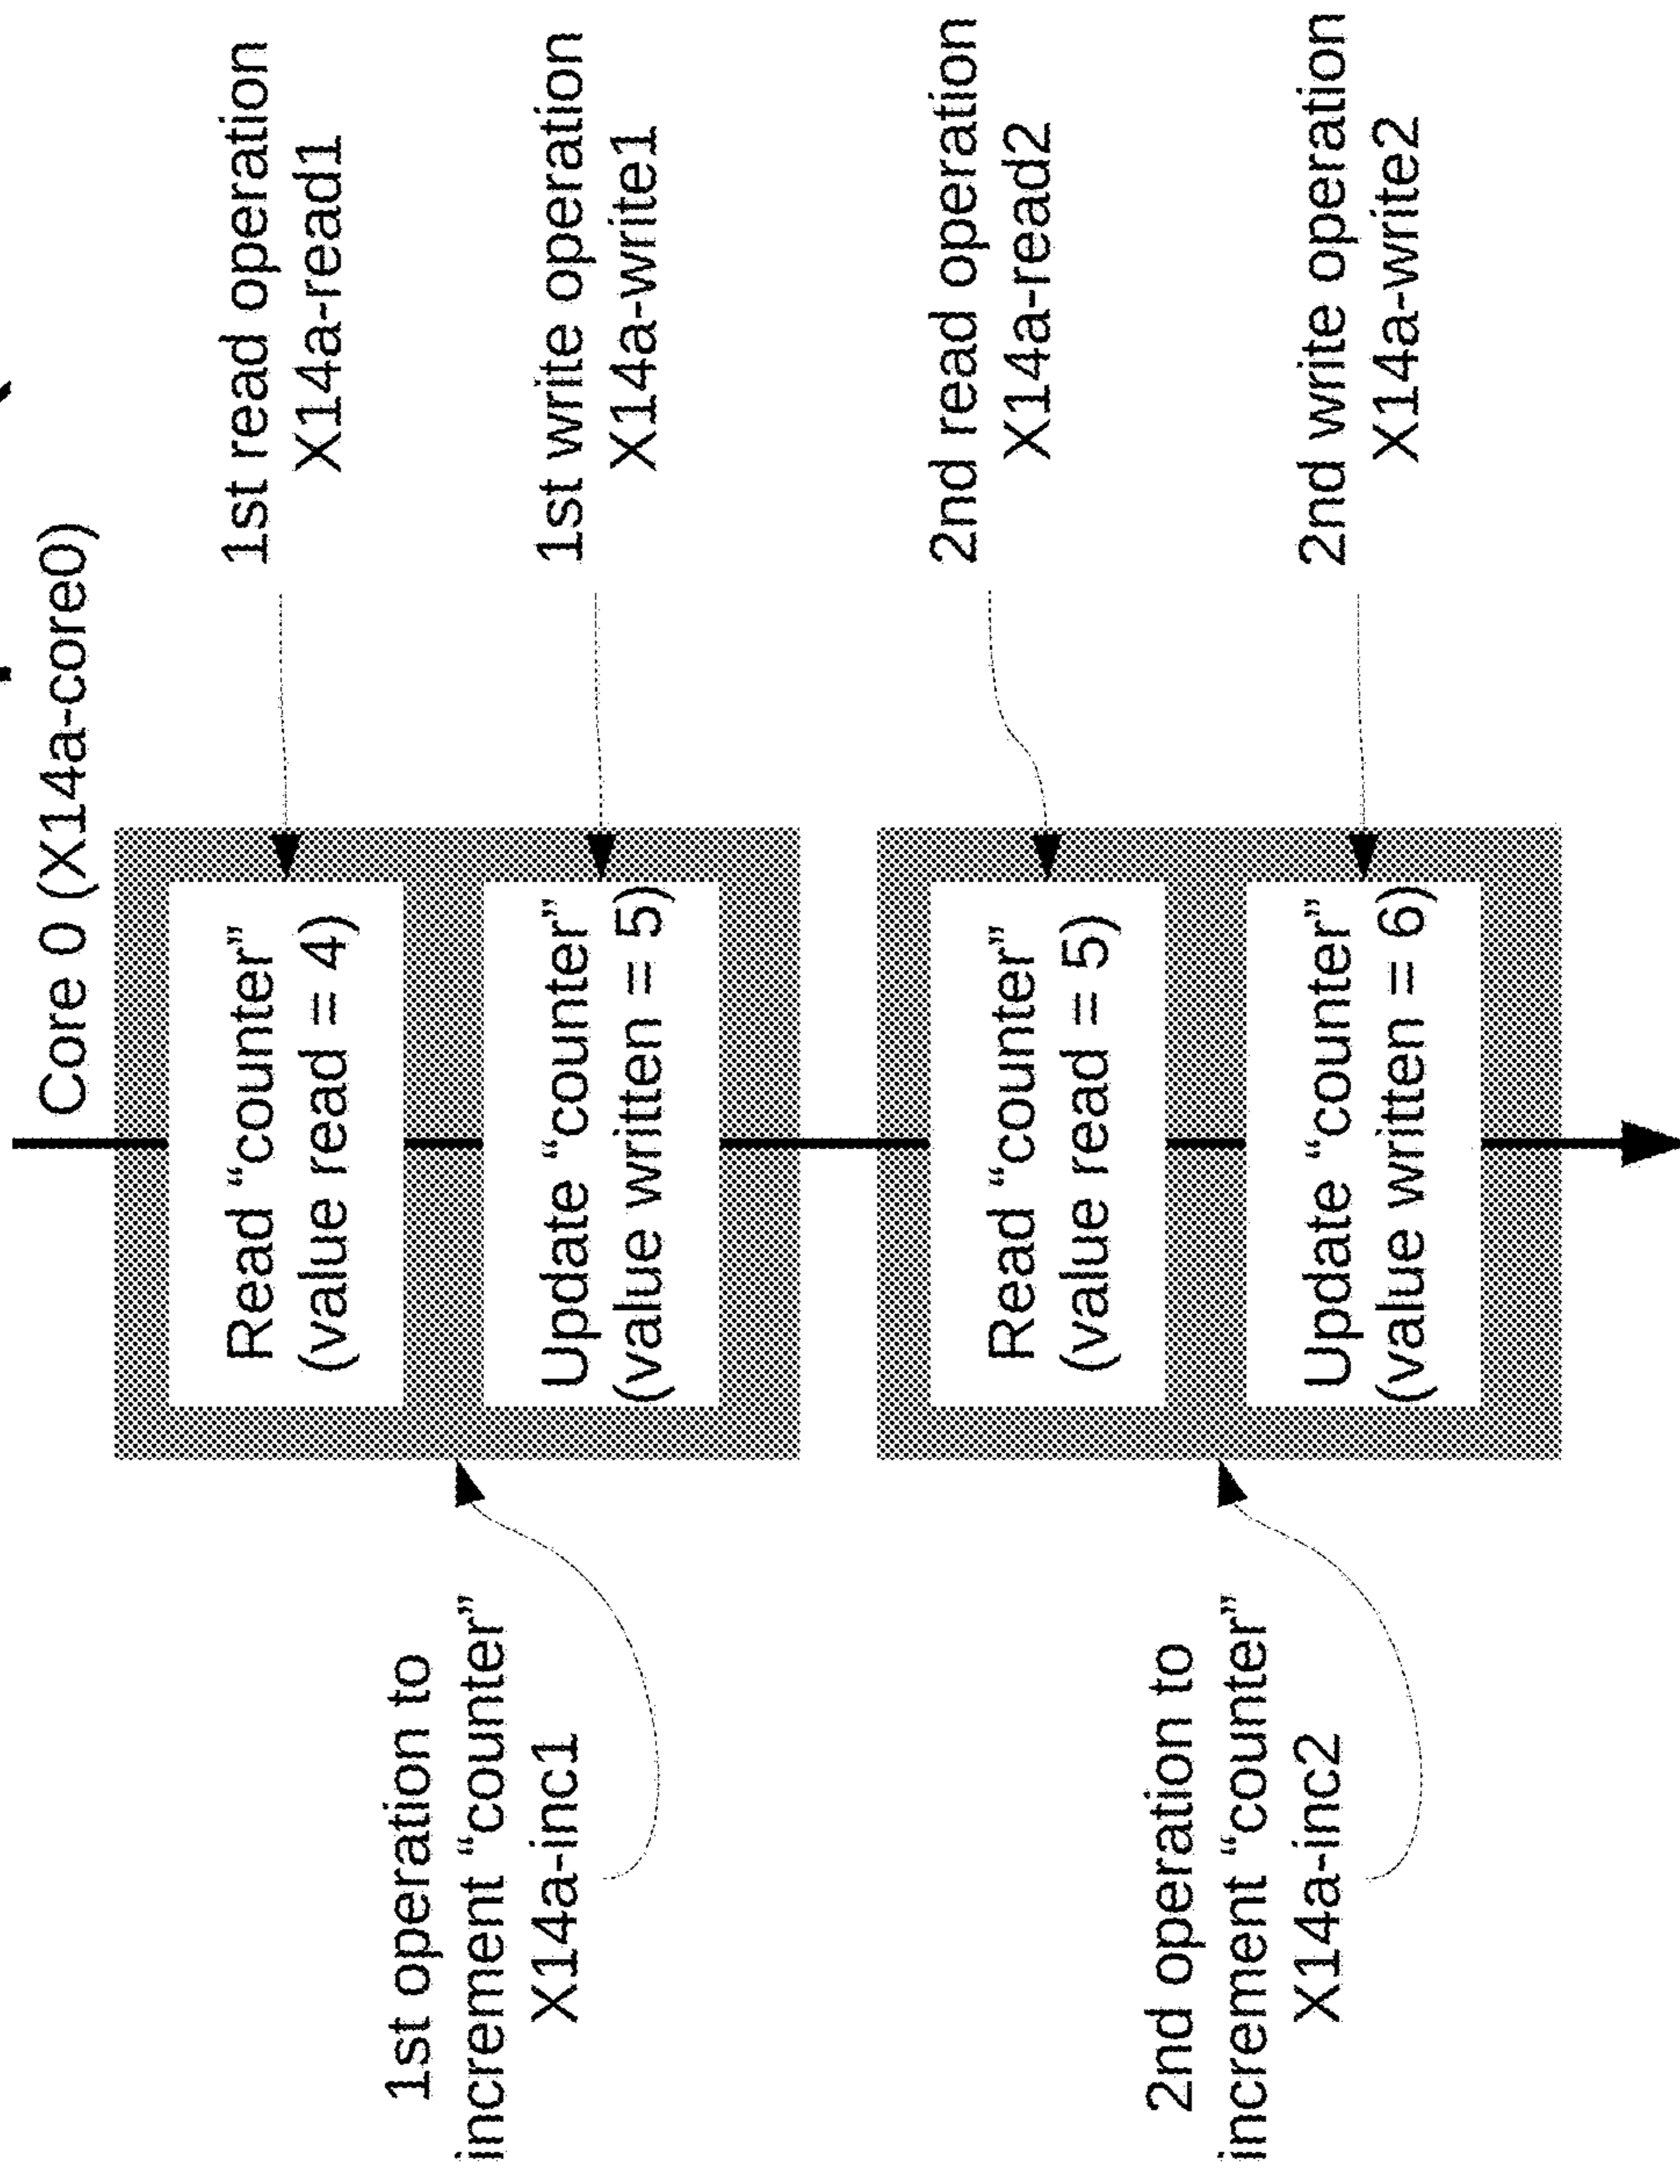 Core 0 (X14a-core0)
1st operation to
increment “counter”
X14a-inc1
Read “counter”
(value read = 4)
1st read operation
X14a-read1
Update “counter”
(value written = 5)
1st write operation
X14a-write1
2nd operation to
increment “counter”
X14a-inc2
Read “counter”
(value read = 5)
2nd read operation
X14a-read2
Update “counter”
(value written = 6)
2nd write operation
X14a-write2